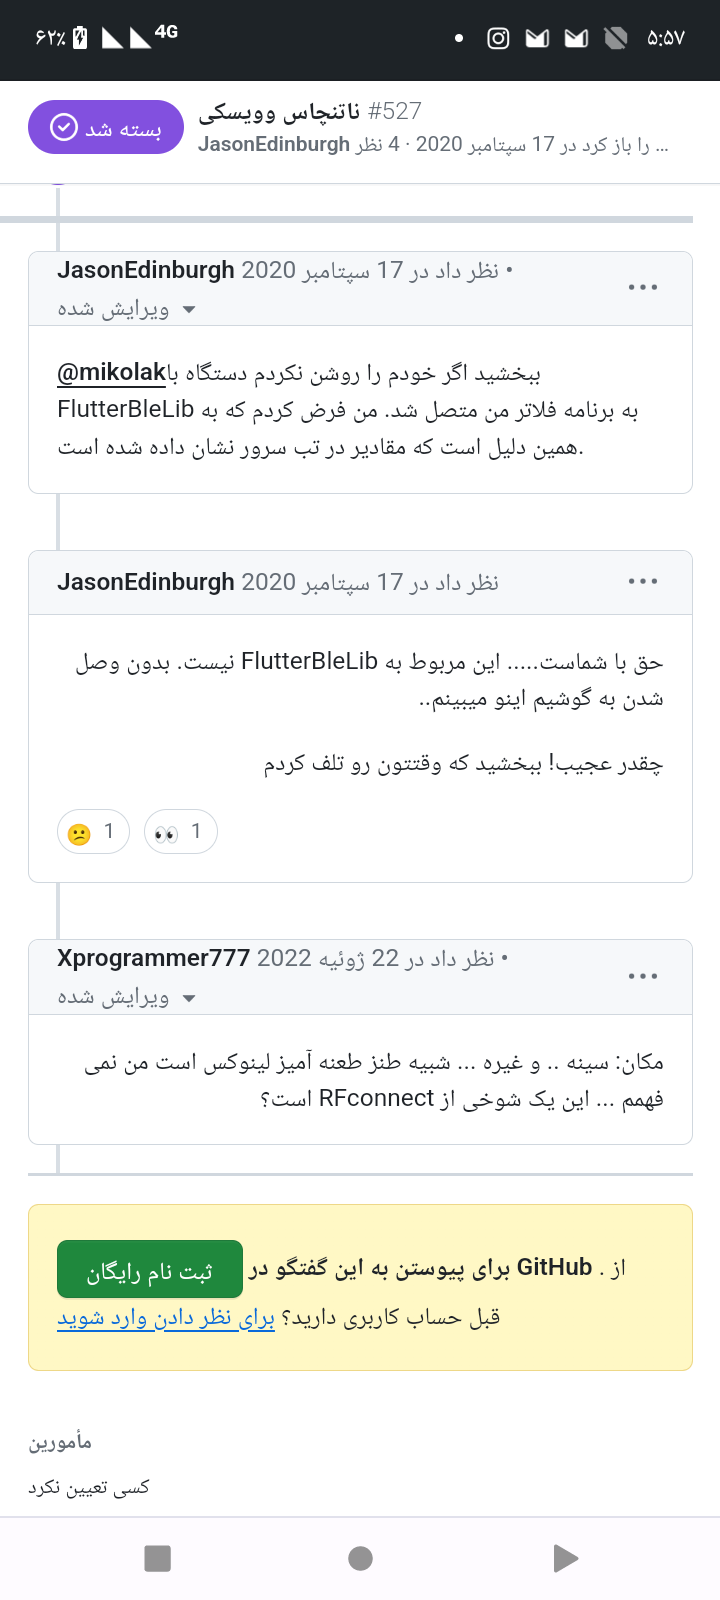 ۶۲٪ 4G ۵:۵۷
ناتنچاس وویسکی #527
بسته شد
JasonEdinburgh را باز کرد در 17 سپتامبر 2020 · 4 نظر ...
JasonEdinburgh نظر داد در 17 سپتامبر 2020 •
ویرایش شده
@mikolak ببخشید اگر خودم را روشن نکردم دستگاه با
FlutterBleLib به برنامه فلاتر من متصل شد. من فرض کردم که به
همین دلیل است که مقادیر در تب سرور نشان داده شده است.
JasonEdinburgh نظر داد در 17 سپتامبر 2020
حق با شماست..... این مربوط به FlutterBleLib نیست. بدون وصل
شدن به گوشیم اینو میبینم..
چقدر عجیب! ببخشید که وقتتون رو تلف کردم
1 1
Xprogrammer777 نظر داد در 22 ژوئیه 2022 •
ویرایش شده
مکان: سینه .. و غیره ... شبیه طنز طعنه آمیز لینوکس است من نمی
فهمم ... این یک شوخی از RFconnect است؟
ثبت نام رایگان برای پیوستن به این گفتگو در GitHub . از
قبل حساب کاربری دارید؟ برای نظر دادن وارد شوید
مأمورین
کسی تعیین نکرد